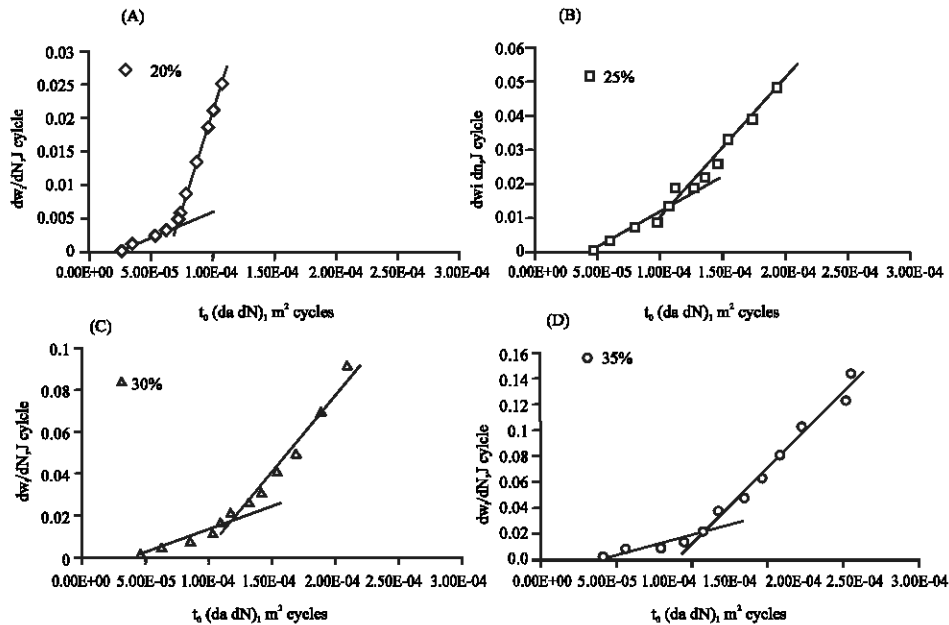 (A)
0.03
0.025
0.02
0.015
0.01
0.005
0
dwᵢ/dN,J cylcle
20%
0.00E+00 5.00E-05 1.00E-04 1.50E-04 2.00E-04 2.50E-04 3.00E-04
t₀ (da dN)₁ m² cycles
(B)
0.06
0.05
0.04
0.03
0.02
0.01
0
dwi dn,J cylcle
25%
0.00E+00 5.00E-05 1.00E-04 1.50E-04 2.00E-04 2.50E-04 3.00E-04
t₀ (da dN)₁ m² cycles
(C)
0.1
0.08
0.06
0.04
0.02
0
dwᵢ/dN,J cylcle
30%
0.00E+00 5.00E-05 1.00E-04 1.50E-04 2.00E-04 2.50E-04 3.00E-04
t₀ (da dN)₁ m² cycles
(D)
0.16
0.14
0.12
0.1
0.08
0.06
0.04
0.02
0
dwᵢ/dN,J cylcle
35%
0.00E+00 5.00E-05 1.00E-04 1.50E-04 2.00E-04 2.50E-04 3.00E-04
t₀ (da dN)₁ m² cycles